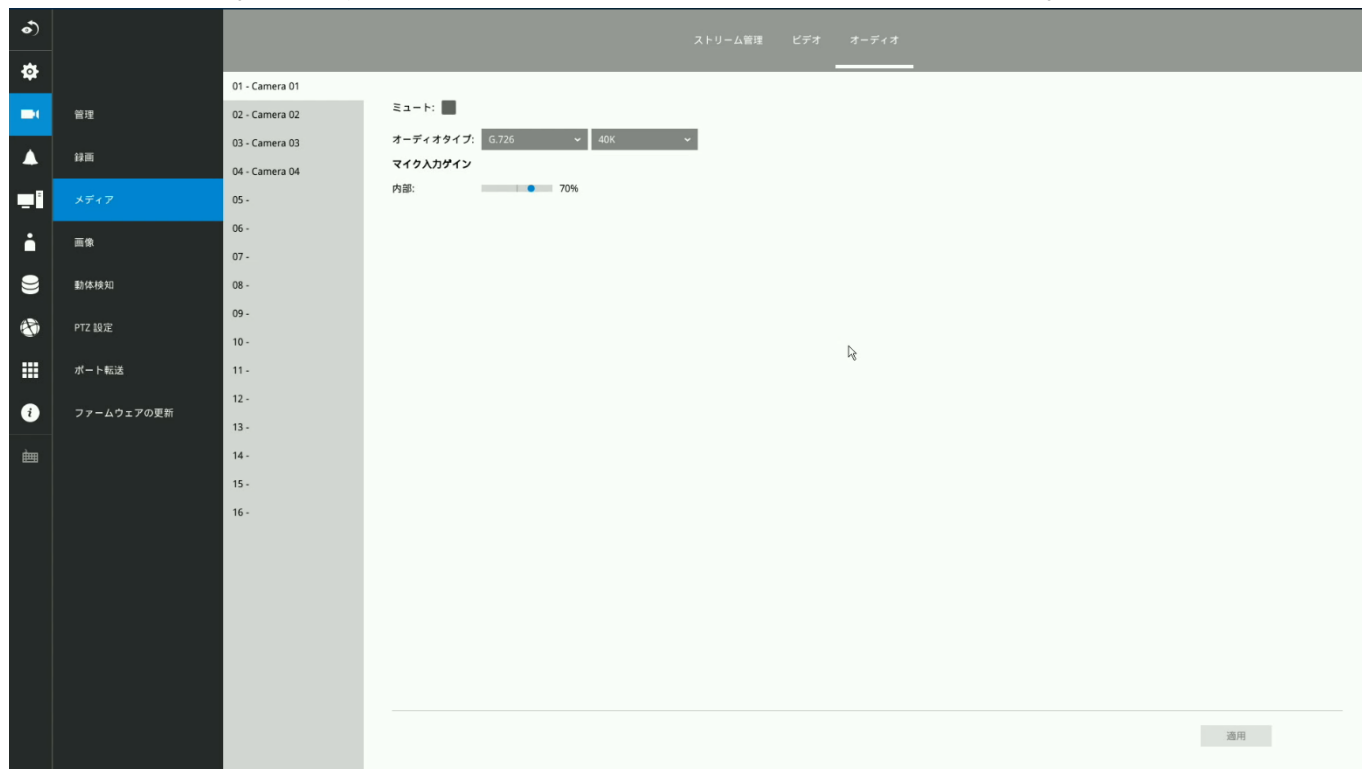 ストリーム管理 ビデオ オーディオ
管理
録画
メディア
画像
動体検知
PTZ 設定
ポート転送
ファームウェアの更新
01 - Camera 01
02 - Camera 02
03 - Camera 03
04 - Camera 04
05 -
06 -
07 -
08 -
09 -
10 -
11 -
12 -
13 -
14 -
15 -
16 -
ミュート:
オーディオタイプ: G.726 40K
マイク入力ゲイン
内部: 70%
適用